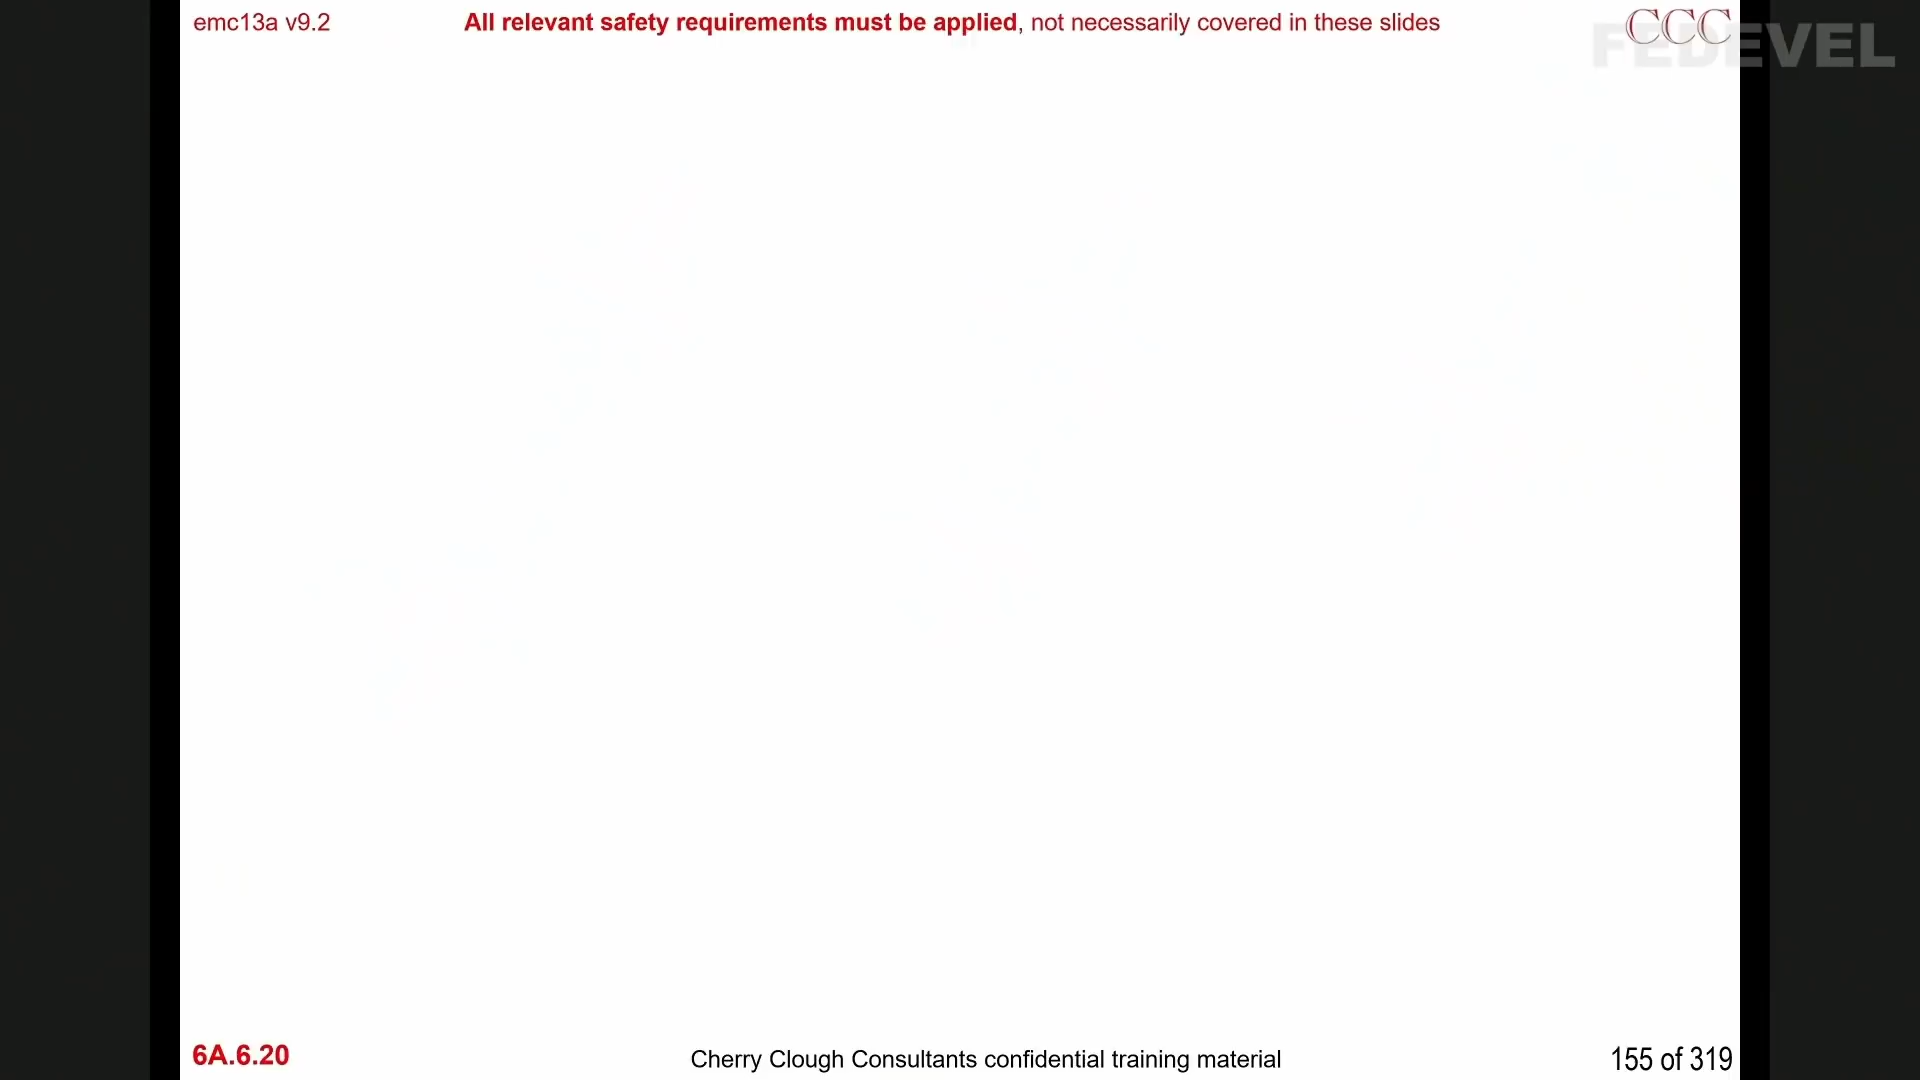 emc13a v9.2
All relevant safety requirements must be applied, not necessarily covered in these slides
CCC
FEDEVEL
6A.6.20
Cherry Clough Consultants confidential training material
155 of 319